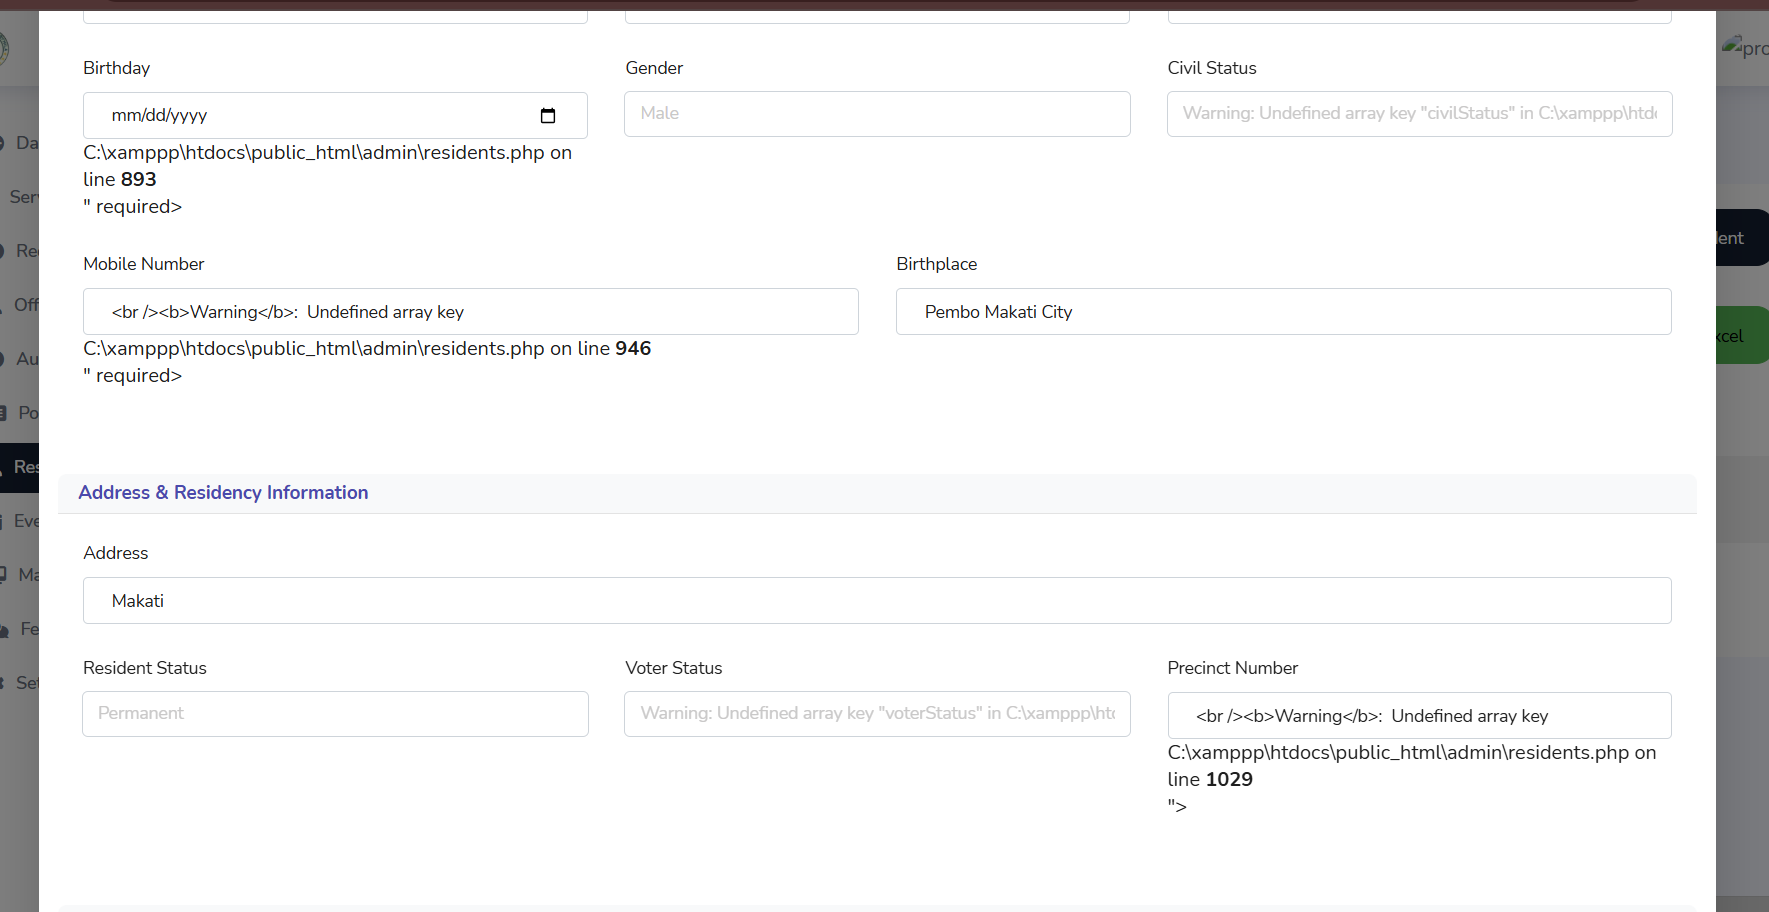 Birthday
Gender
Civil Status
mm/dd/yyyy
Male
Warning: Undefined array key "civilStatus" in C:\xamppp\htd
C:\xamppp\htdocs\public_html\admin\residents.php on
line 893
" required>
Mobile Number
Birthplace
<br /><b>Warning</b>:  Undefined array key
Pembo Makati City
C:\xamppp\htdocs\public_html\admin\residents.php on line 946
" required>
Address & Residency Information
Address
Makati
Resident Status
Voter Status
Precinct Number
Permanent
Warning: Undefined array key "voterStatus" in C:\xamppp\ht
<br /><b>Warning</b>:  Undefined array key
C:\xamppp\htdocs\public_html\admin\residents.php on
line 1029
">
Da
Ser
Re
Off
Au
Po
Res
Eve
Ma
Fe
Set
pro
ent
xcel